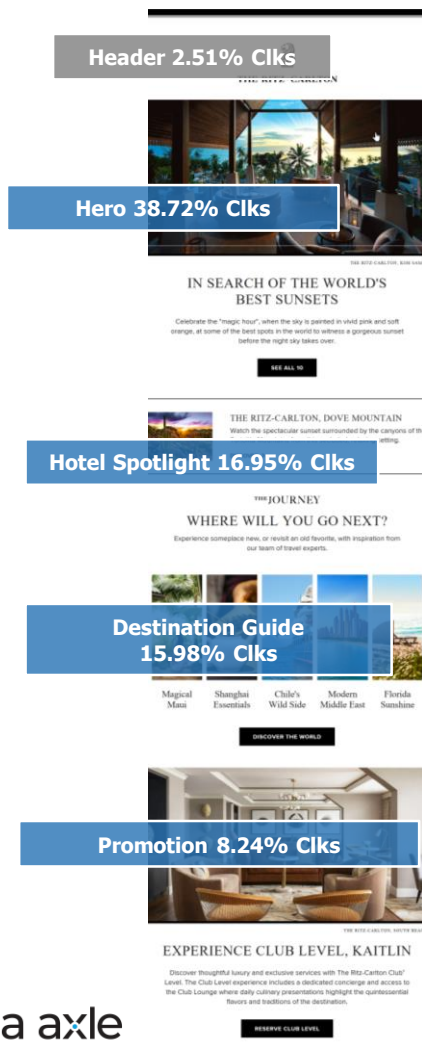 Header 2.51% Clks
THE RITZ-CARLTON
Hero 38.72% Clks
IN SEARCH OF THE WORLD'S
BEST SUNSETS
Celebrate the "magic hour", when the sky is painted in vivid pink and soft
orange, at some of the best spots in the world to witness a gorgeous sunset
before the night sky takes over.
SEE ALL 10
THE RITZ-CARLTON, DOVE MOUNTAIN
Watch the spectacular sunset surrounded by the canyons of th
etting.
Hotel Spotlight 16.95% Clks
THE JOURNEY
WHERE WILL YOU GO NEXT?
Experience someplace new, or revisit an old favorite, with inspiration from
our team of travel experts.
Destination Guide
15.98% Clks
Magical Maui
Shanghai Essentials
Chile's Wild Side
Modern Middle East
Florida Sunshine
DISCOVER THE WORLD
Promotion 8.24% Clks
THE RITZ-CARLTON, SOUTH BEAC
EXPERIENCE CLUB LEVEL, KAITLIN
Discover thoughtful luxury and exclusive services with The Ritz-Carlton Club®
Level. The Club Level experience includes a dedicated concierge and access to
the Club Lounge where daily culinary presentations highlight the quintessential
flavors and traditions of the destination.
RESERVE CLUB LEVEL
a axle